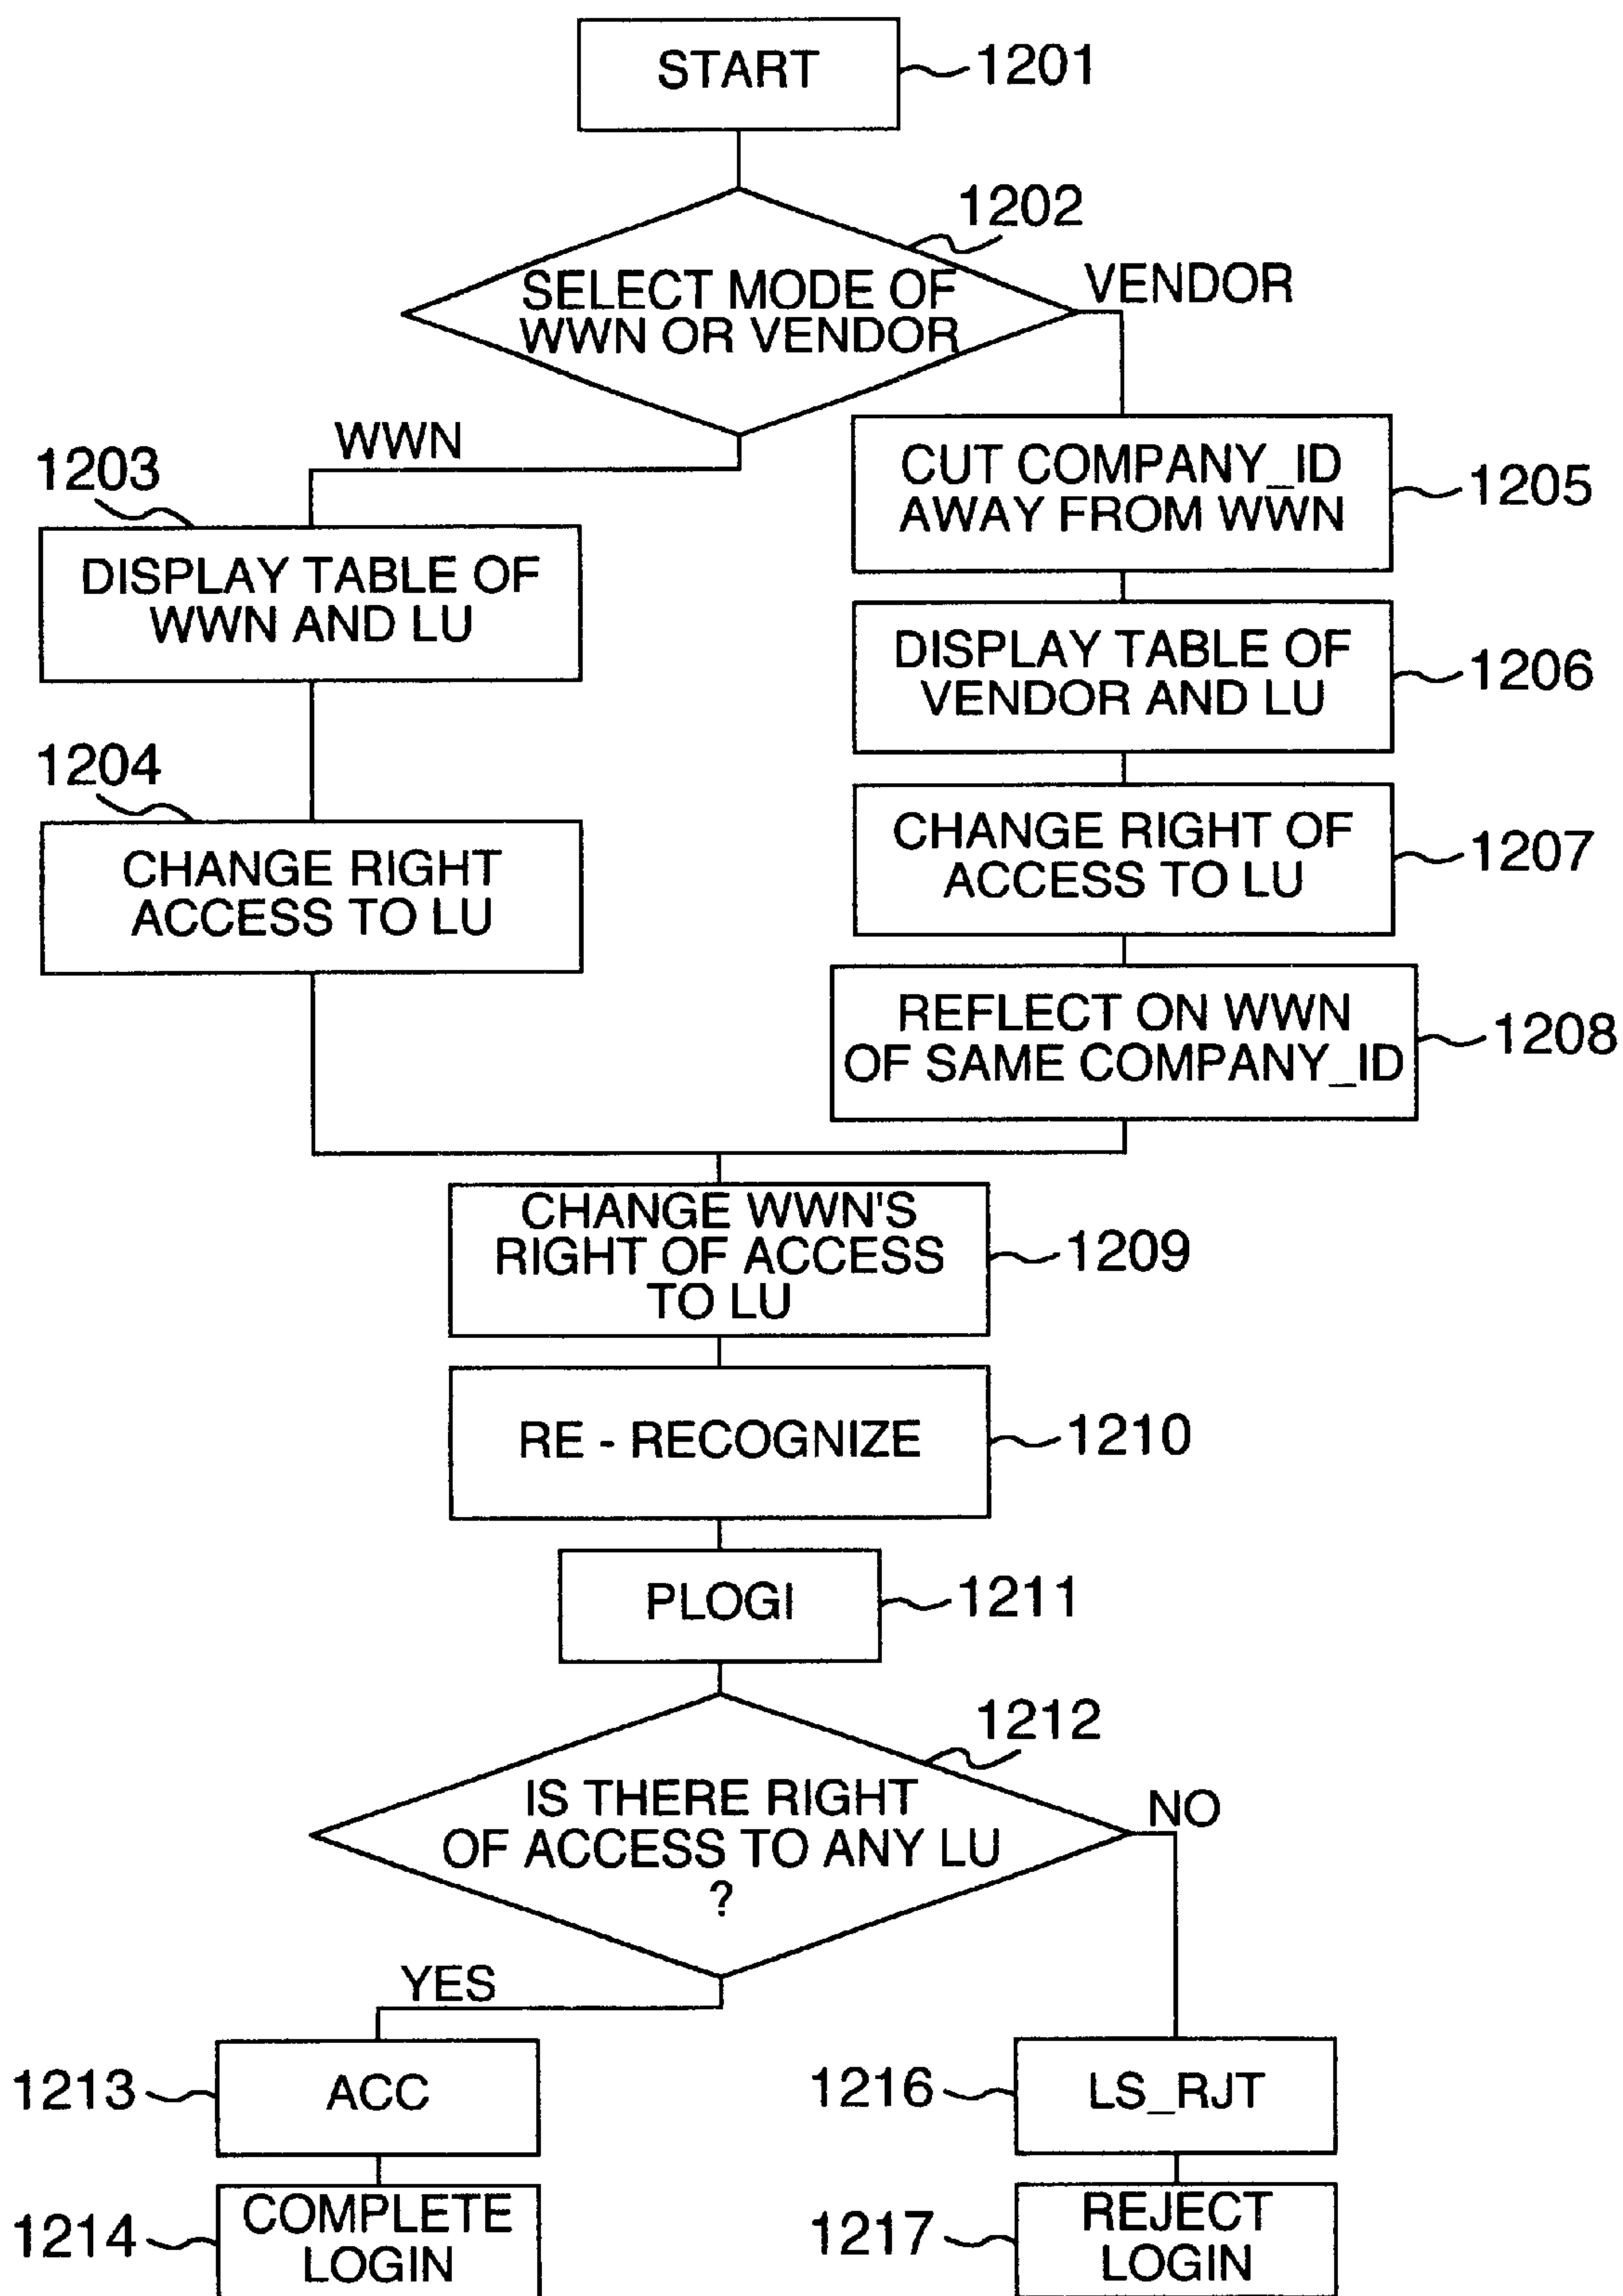 START
1201
1202
SELECT MODE OF
WWN OR VENDOR
VENDOR
WWN
1203
DISPLAY TABLE OF
WWN AND LU
1204
CHANGE RIGHT
ACCESS TO LU
CUT COMPANY_ID
AWAY FROM WWN
1205
DISPLAY TABLE OF
VENDOR AND LU
1206
CHANGE RIGHT OF
ACCESS TO LU
1207
REFLECT ON WWN
OF SAME COMPANY_ID
1208
CHANGE WWN'S
RIGHT OF ACCESS
TO LU
1209
RE - RECOGNIZE
1210
PLOGI
1211
1212
IS THERE RIGHT
OF ACCESS TO ANY LU
?
NO
YES
1213
ACC
1214
COMPLETE
LOGIN
1216
LS_RJT
1217
REJECT
LOGIN